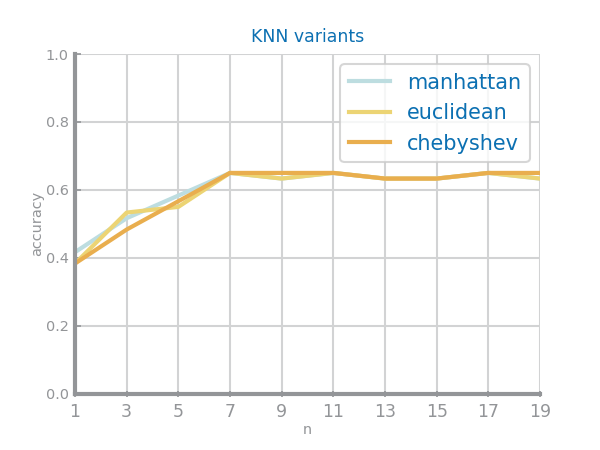 KNN variants
1.0
0.8
0.6
0.4
0.2
0.0
accuracy
manhattan
euclidean
chebyshev
1 3 5 7 9 11 13 15 17 19
n